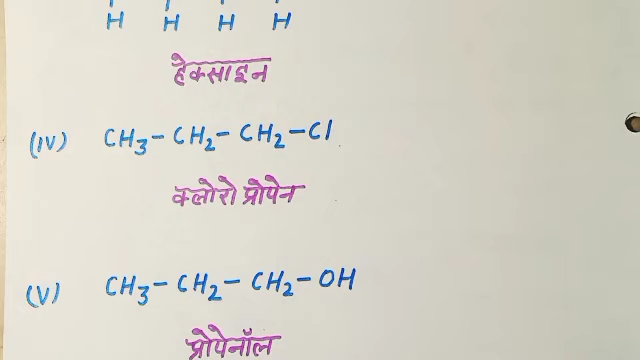 H H H H
हेक्साइन
(IV) CH₃ – CH₂ – CH₂ – Cl
क्लोरो प्रोपेन
(V) CH₃ – CH₂ – CH₂ – OH
प्रोपेनॉल